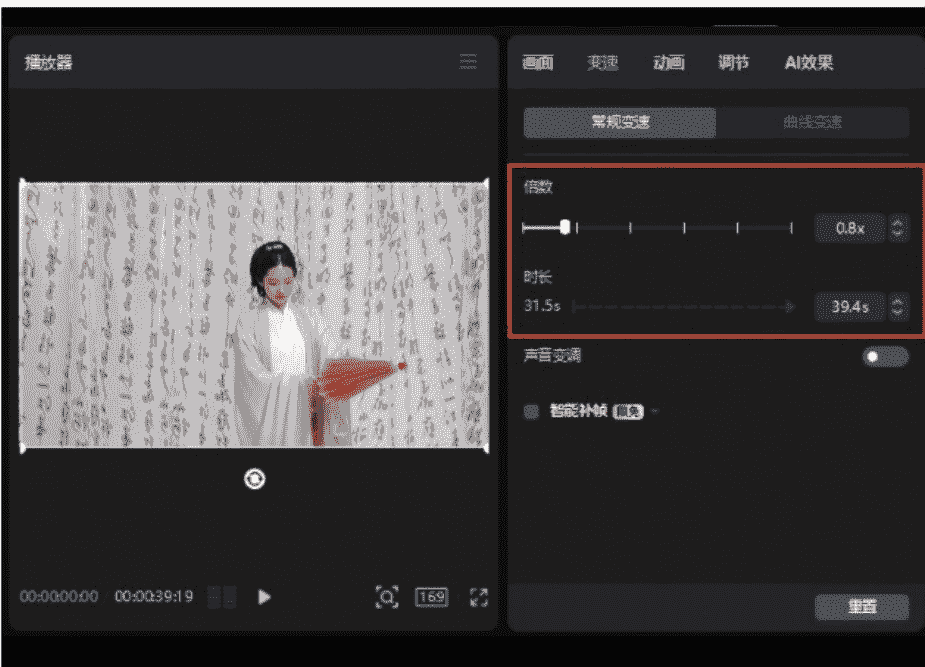 播放器
画面 变速 动画 调节 AI效果
常规变速 曲线变速
倍数
0.8x
时长
31.5s 39.4s
声音变调
智能补帧 限免
00:00:00:00 00:00:39:19
16:9
重置